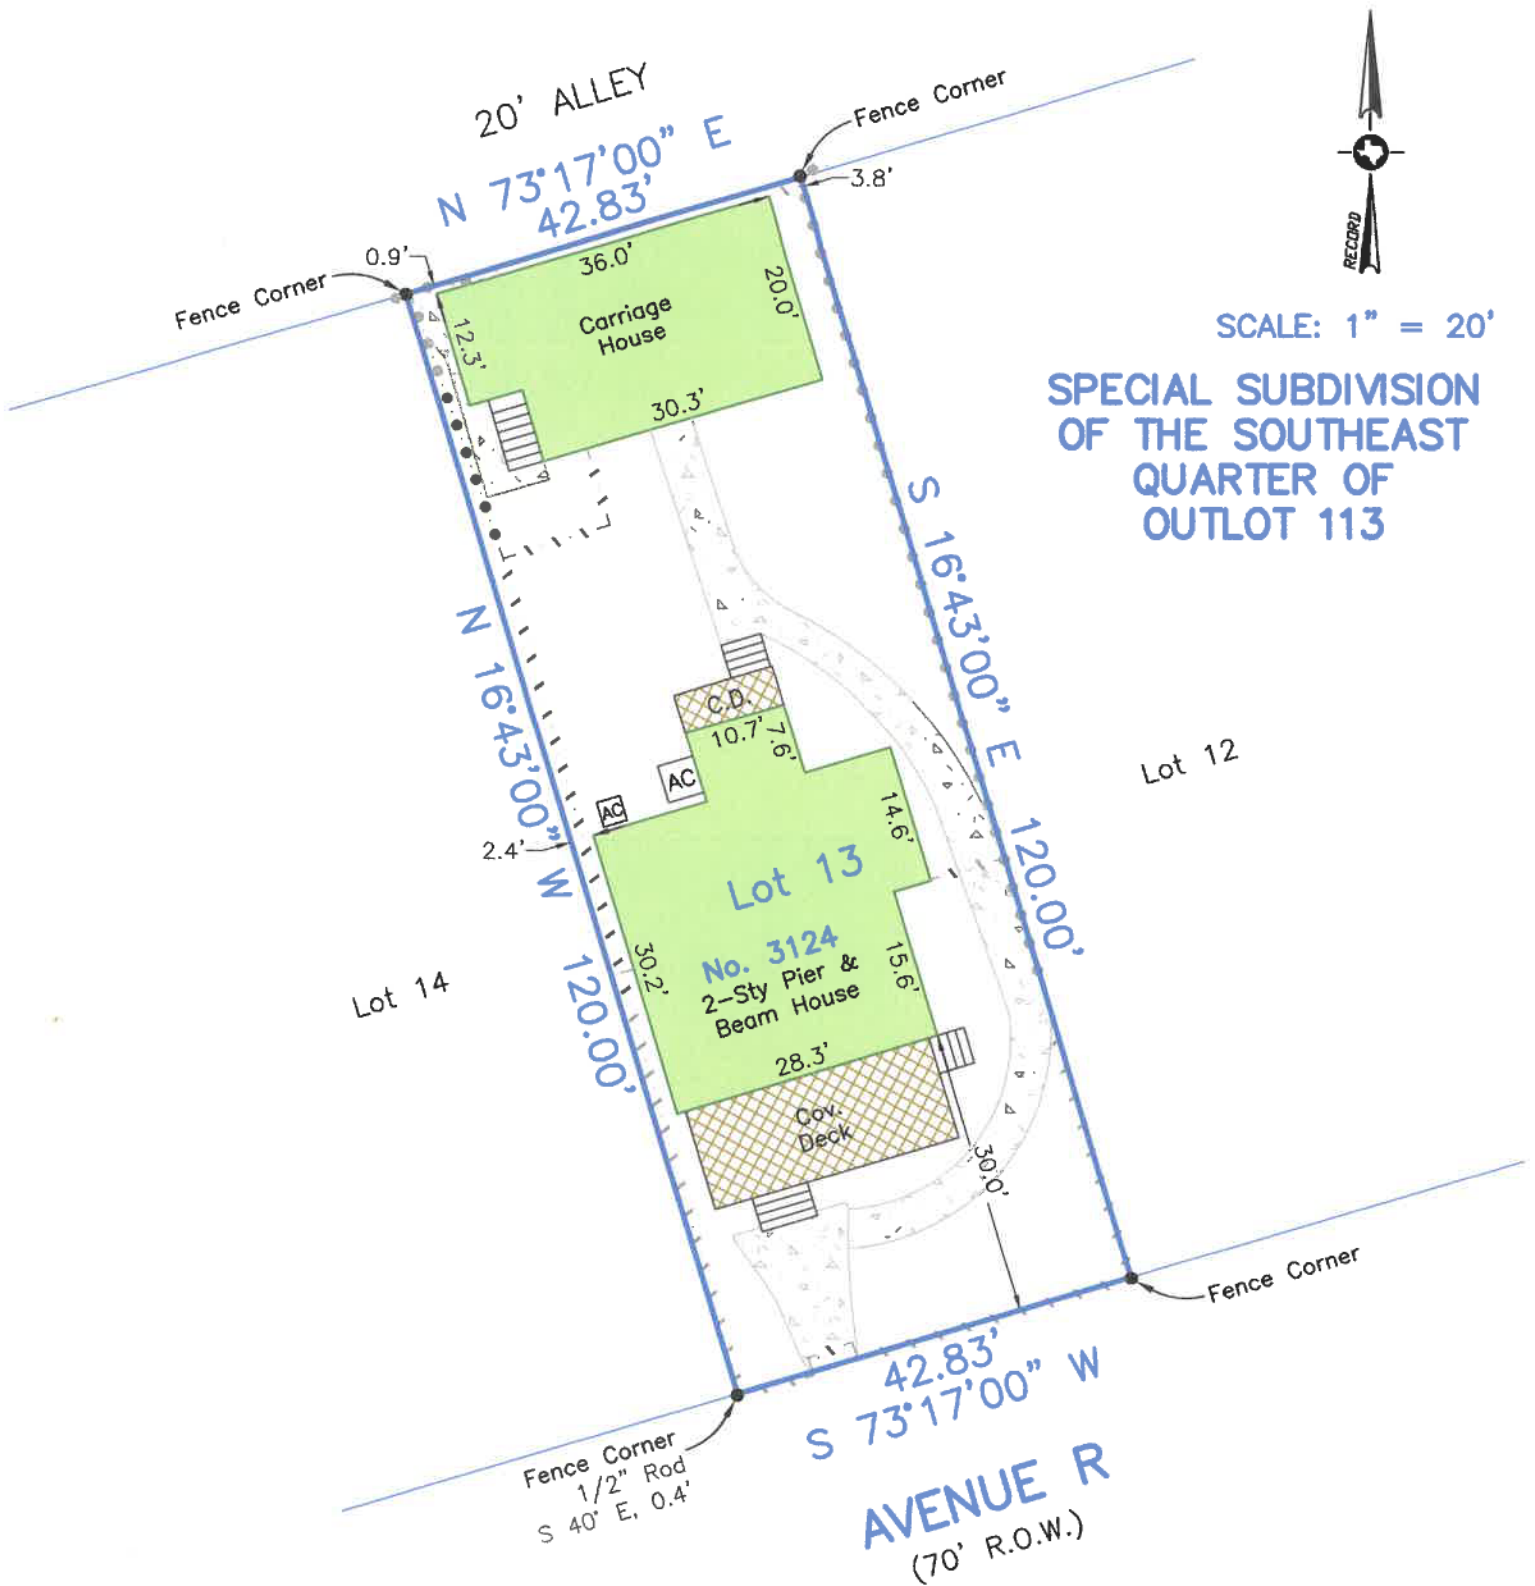 20' ALLEY
N 73°17'00" E
42.83'
Fence Corner
3.8'
0.9'
Fence Corner
36.0'
20.0'
12.3'
Carriage
House
30.3'
RECORD
SCALE: 1" = 20'
SPECIAL SUBDIVISION
OF THE SOUTHEAST
QUARTER OF
OUTLOT 113
S 16°43'00" E 120.00'
N 16°43'00" W 120.00'
C.D.
10.7'
7.6'
AC
AC
2.4'
14.6'
Lot 12
Lot 13
No. 3124
2-Sty Pier &
Beam House
30.2'
15.6'
Lot 14
28.3'
Cov.
Deck
30.0'
Fence Corner
42.83'
S 73°17'00" W
Fence Corner
1/2" Rod
S 40° E, 0.4'
AVENUE R
(70' R.O.W.)